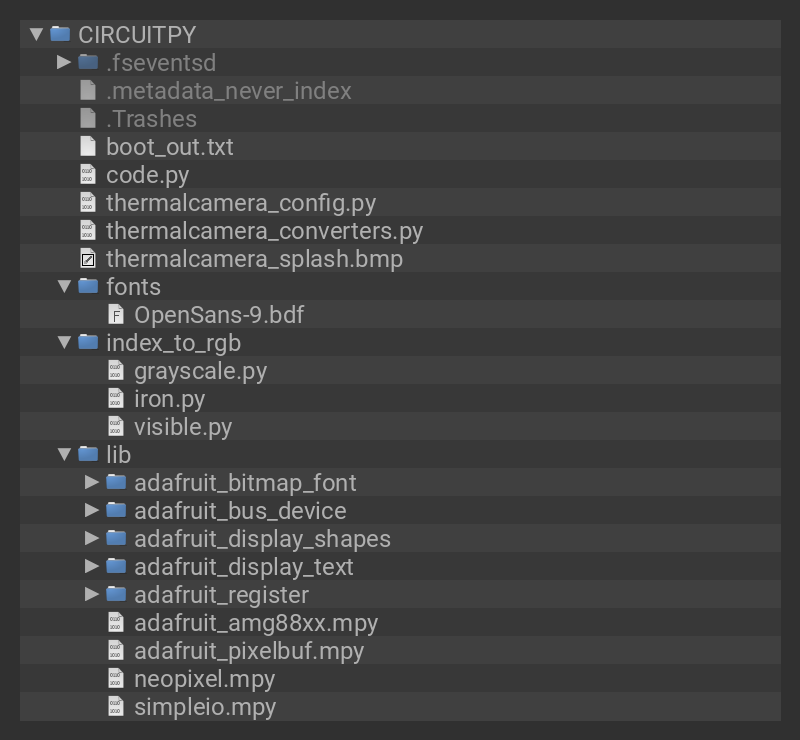 CIRCUITPY
.fseventsd
.metadata_never_index
.Trashes
boot_out.txt
code.py
thermalcamera_config.py
thermalcamera_converters.py
thermalcamera_splash.bmp
fonts
OpenSans-9.bdf
index_to_rgb
grayscale.py
iron.py
visible.py
lib
adafruit_bitmap_font
adafruit_bus_device
adafruit_display_shapes
adafruit_display_text
adafruit_register
adafruit_amg88xx.mpy
adafruit_pixelbuf.mpy
neopixel.mpy
simpleio.mpy